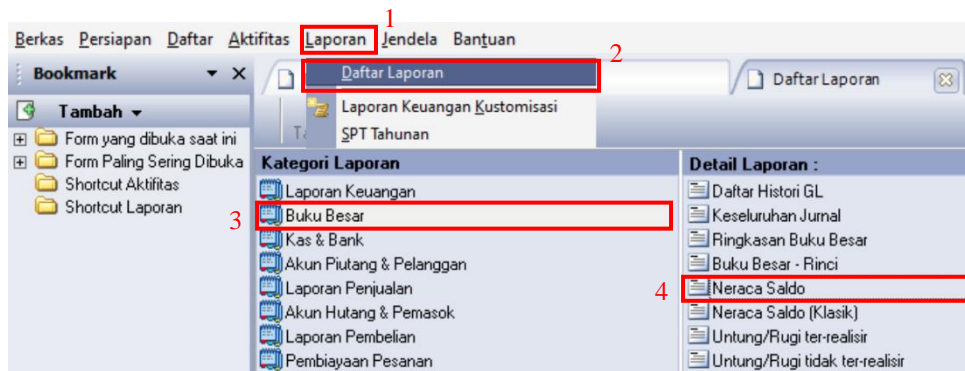 1
Berkas Persiapan Daftar Aktifitas Laporan Jendela Bantuan
2
Bookmark
Daftar Laporan
Daftar Laporan
Tambah
Laporan Keuangan Kustomisasi
SPT Tahunan
Form yang dibuka saat ini
Form Paling Sering Dibuka
Shortcut Aktifitas
Shortcut Laporan
Kategori Laporan
Laporan Keuangan
3
Buku Besar
Kas & Bank
Akun Piutang & Pelanggan
Laporan Penjualan
Akun Hutang & Pemasok
Laporan Pembelian
Pembiayaan Pesanan
Detail Laporan :
Daftar Histori GL
Keseluruhan Jurnal
Ringkasan Buku Besar
Buku Besar - Rinci
4
Neraca Saldo
Neraca Saldo (Klasik)
Untung/Rugi ter-realisir
Untung/Rugi tidak ter-realisir